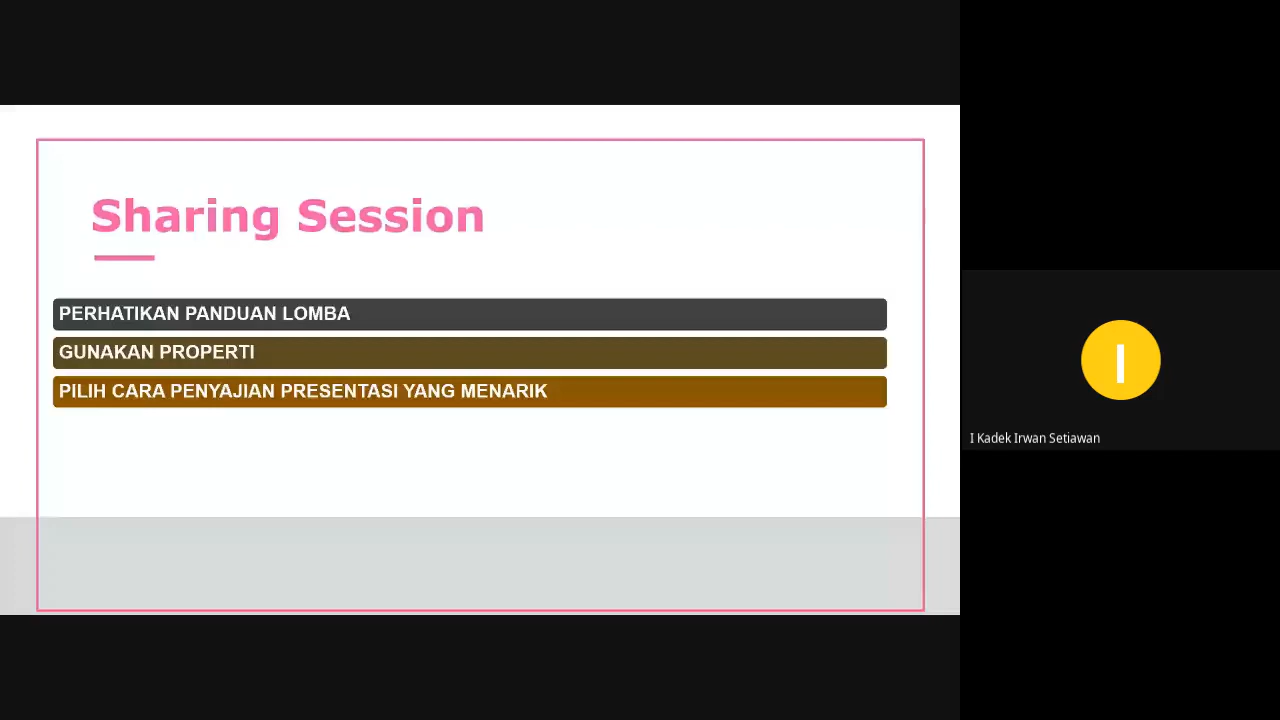 Sharing Session
PERHATIKAN PANDUAN LOMBA
GUNAKAN PROPERTI
PILIH CARA PENYAJIAN PRESENTASI YANG MENARIK
I
I Kadek Irwan Setiawan